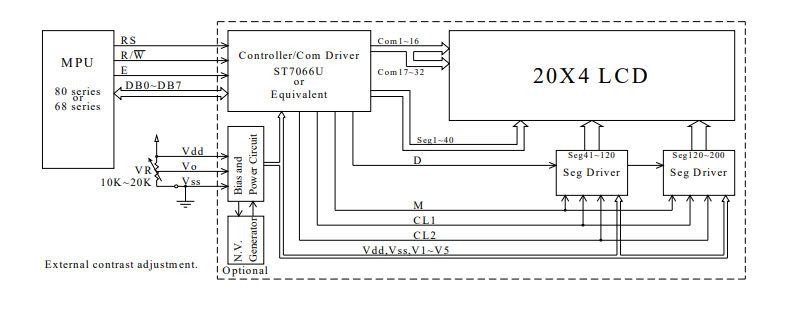 MPU
80 series
or
68 series
RS
R/W̅
E
DB0~DB7
Controller/Com Driver
ST7066U
or
Equivalent
Com1~16
Com17~32
20X4 LCD
Seg1~40
D
Seg41~120
Seg Driver
Seg120~200
Seg Driver
Vdd
Vo
Vss
VR
10K~20K
Bias and
Power Circuit
N.V.
Generator
Optional
M
CL1
CL2
Vdd,Vss,V1~V5
External contrast adjustment.